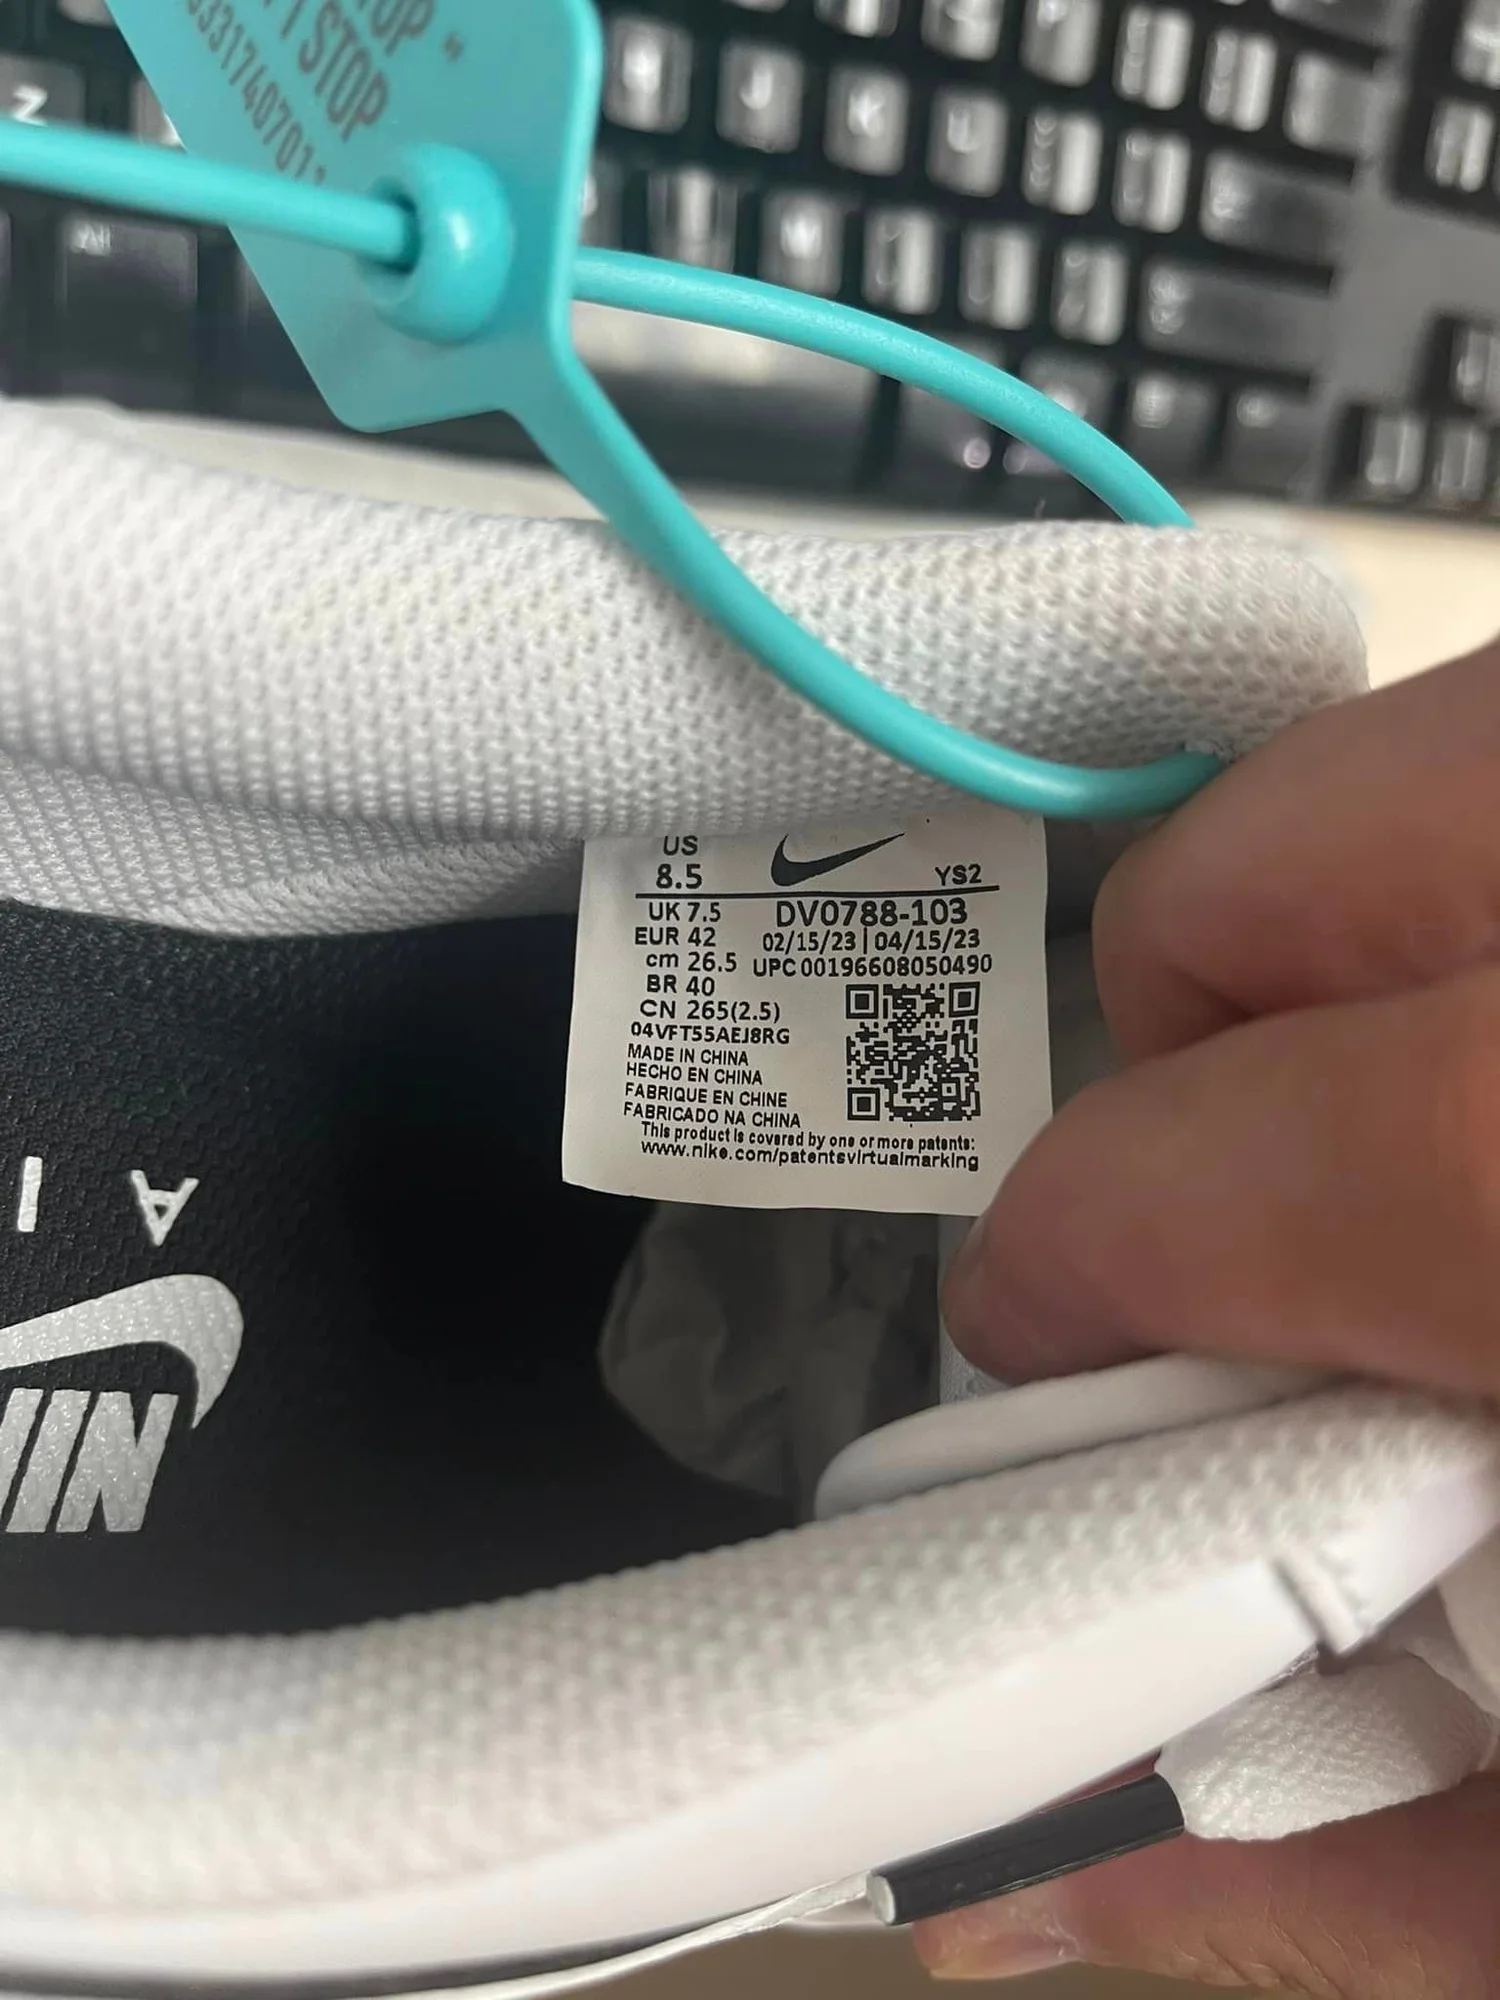 STOP
3331740701
US
8.5
YS2
UK 7.5
DV0788-103
EUR 42
02/15/23 | 04/15/23
cm 26.5
UPC 00196608050490
BR 40
CN 265(2.5)
04VFT55AEJ8RG
MADE IN CHINA
HECHO EN CHINA
FABRIQUE EN CHINE
FABRICADO NA CHINA
This product is covered by one or more patents:
www.nike.com/patentsvirtualmarking